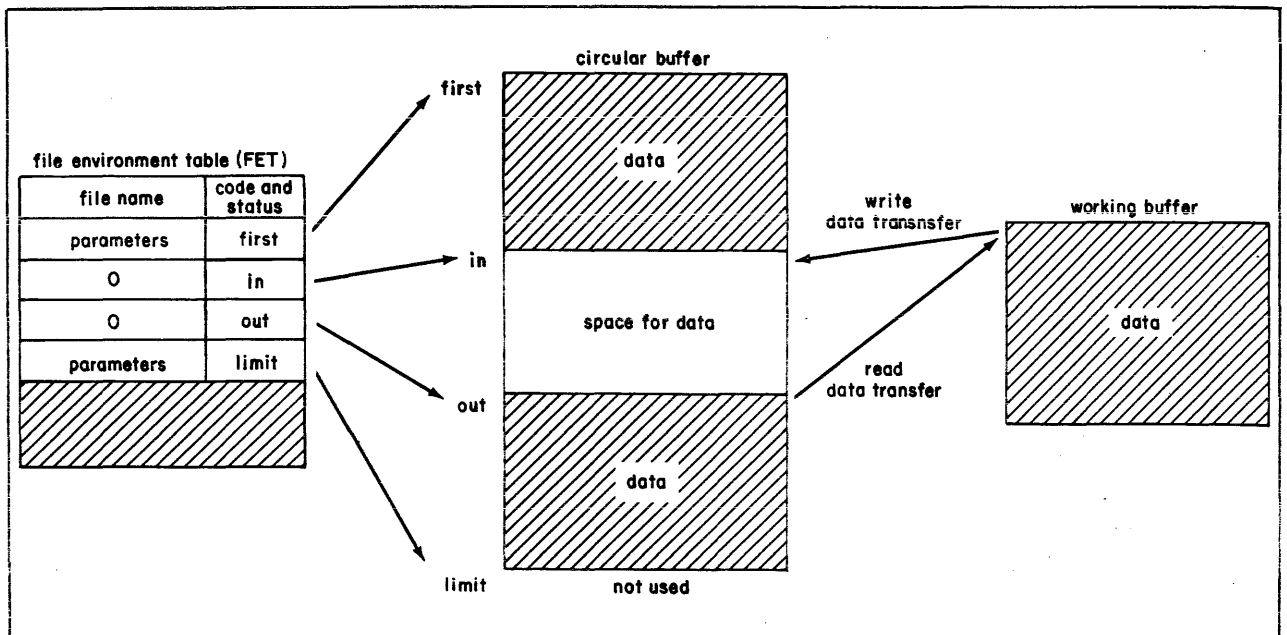 circular buffer
first
data
file environment table (FET)
file name
code and
status
parameters
first
0
in
0
out
parameters
limit
in
space for data
out
data
limit
not used
write
data transnsfer
working buffer
data
read
data transfer